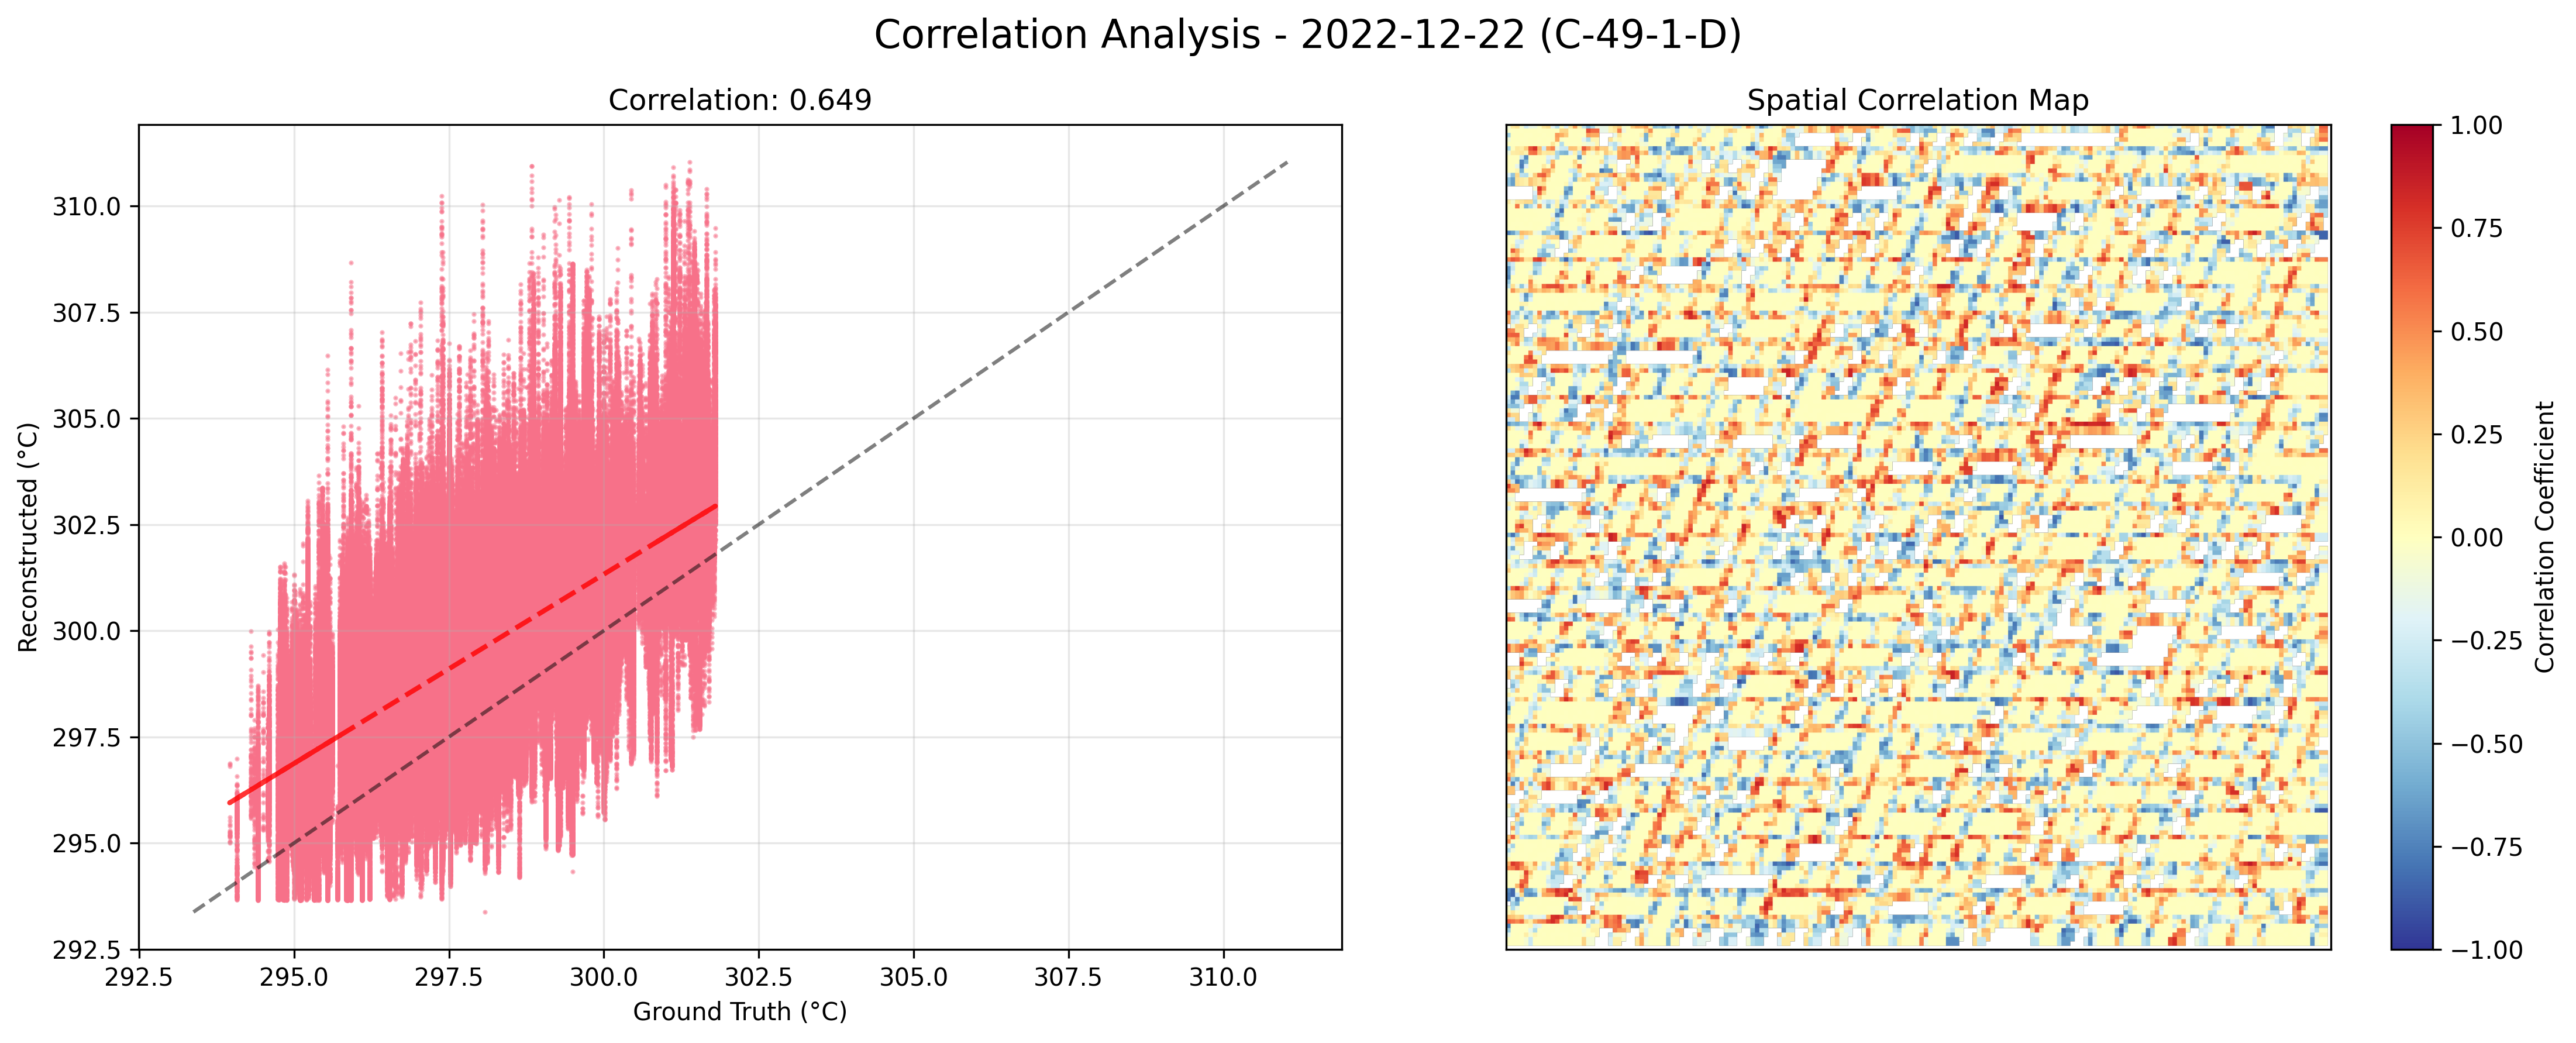 Correlation Analysis - 2022-12-22 (C-49-1-D)
Correlation: 0.649
Reconstructed (°C)
310.0
307.5
305.0
302.5
300.0
297.5
295.0
292.5
292.5 295.0 297.5 300.0 302.5 305.0 307.5 310.0
Ground Truth (°C)
Spatial Correlation Map
1.00
0.75
0.50
0.25
0.00
−0.25
−0.50
−0.75
−1.00
Correlation Coefficient